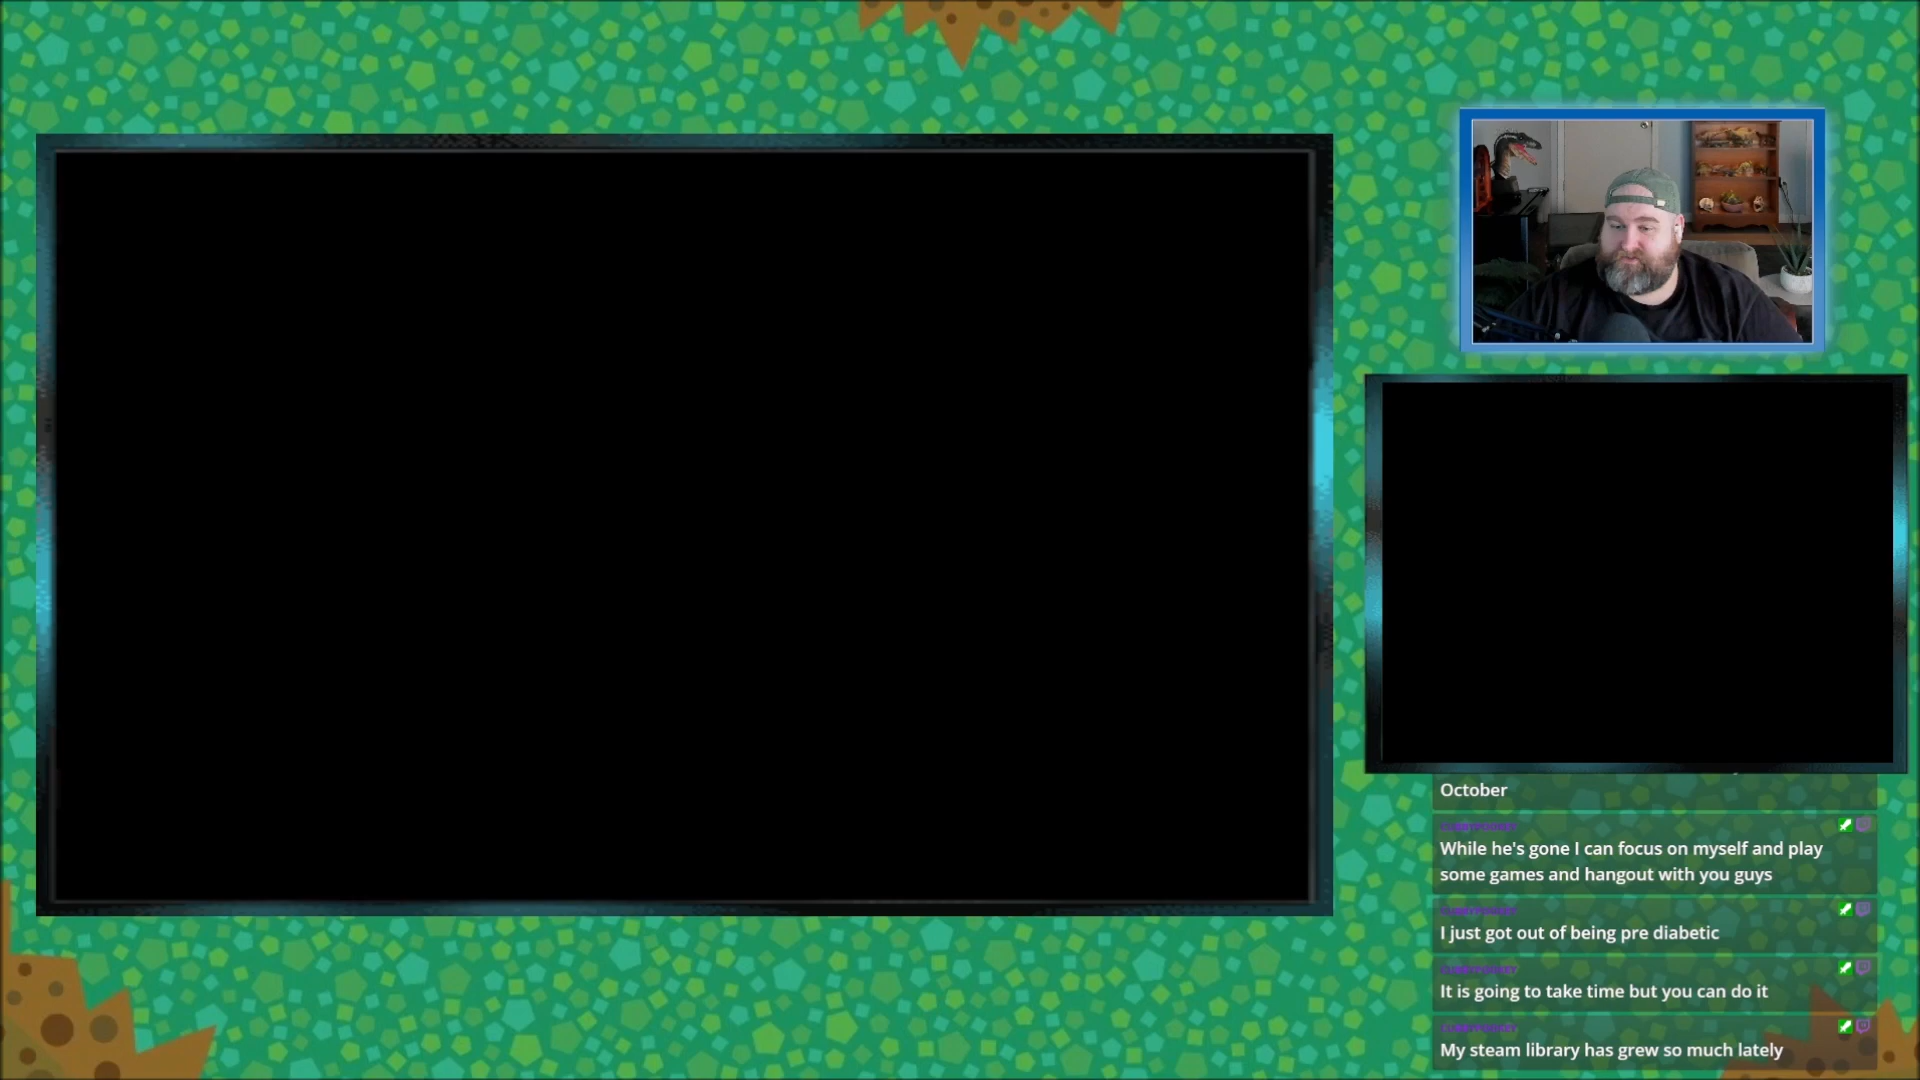 October
While he's gone I can focus on myself and play
some games and hangout with you guys
I just got out of being pre diabetic
It is going to take time but you can do it
My steam library has grew so much lately